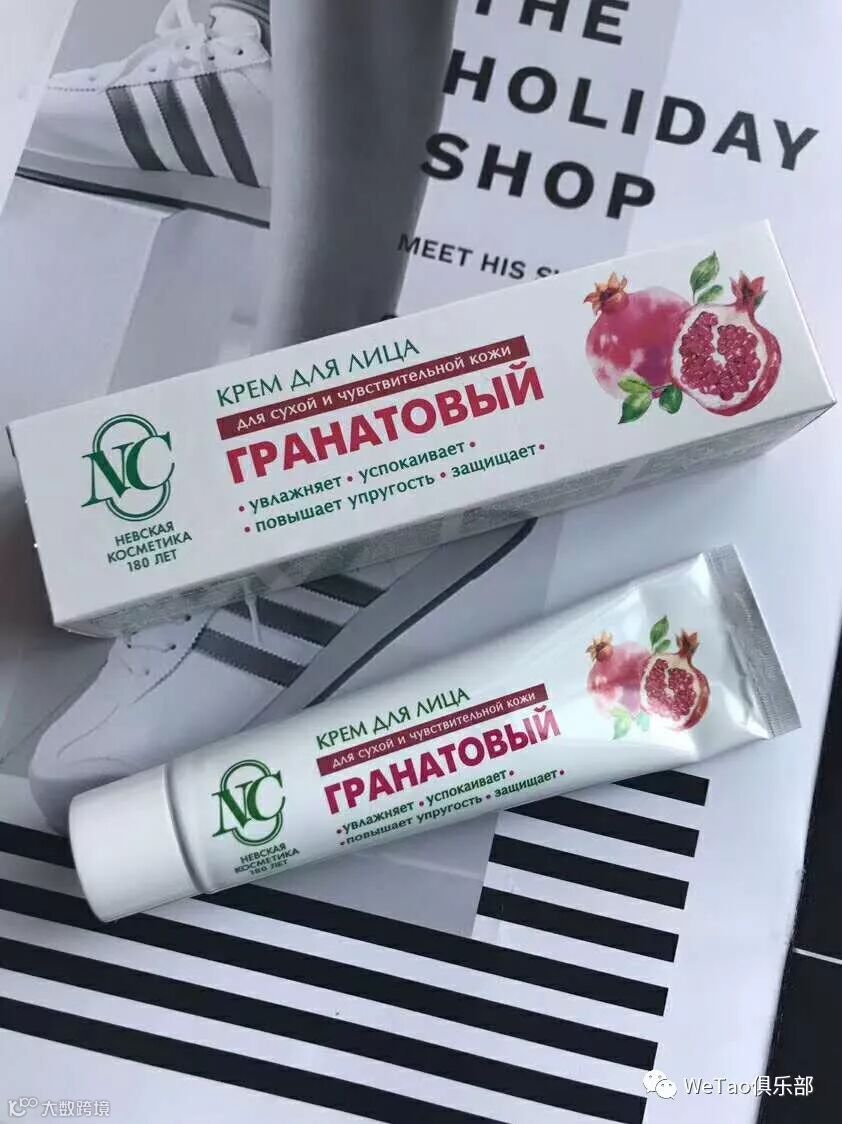 THE
HOLIDAY
SHOP
MEET HIS
КРЕМ ДЛЯ ЛИЦА
для сухой и чувствительной кожи
ГРАНАТОВЫЙ
• увлажняет • успокаивает •
• повышает упругость • защищает •
NC
НЕВСКАЯ
КОСМЕТИКА
180 ЛЕТ
КРЕМ ДЛЯ ЛИЦА
для сухой и чувствительной кожи
ГРАНАТОВЫЙ
• увлажняет • успокаивает •
• повышает упругость • защищает •
NC
НЕВСКАЯ
КОСМЕТИКА
180 ЛЕТ
WeTao俱乐部
大数跨境